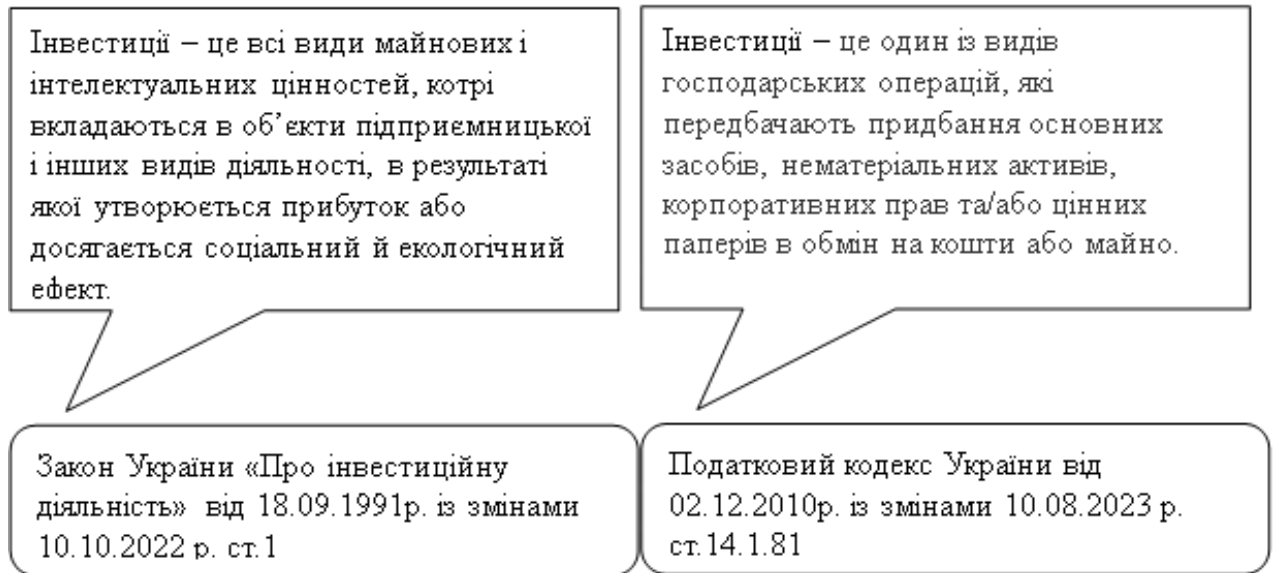 Інвестиції – це всі види майнових і
інтелектуальних цінностей, котрі
вкладаються в об’єкти підприємницької
і інших видів діяльності, в результаті
якої утворюється прибуток або
досягається соціальний й екологічний
ефект.
Інвестиції – це один із видів
господарських операцій, які
передбачають придбання основних
засобів, нематеріальних активів,
корпоративних прав та/або цінних
паперів в обмін на кошти або майно.
Закон України «Про інвестиційну
діяльність» від 18.09.1991р. із змінами
10.10.2022 р. ст.1
Податковий кодекс України від
02.12.2010р. із змінами 10.08.2023 р.
ст.14.1.81